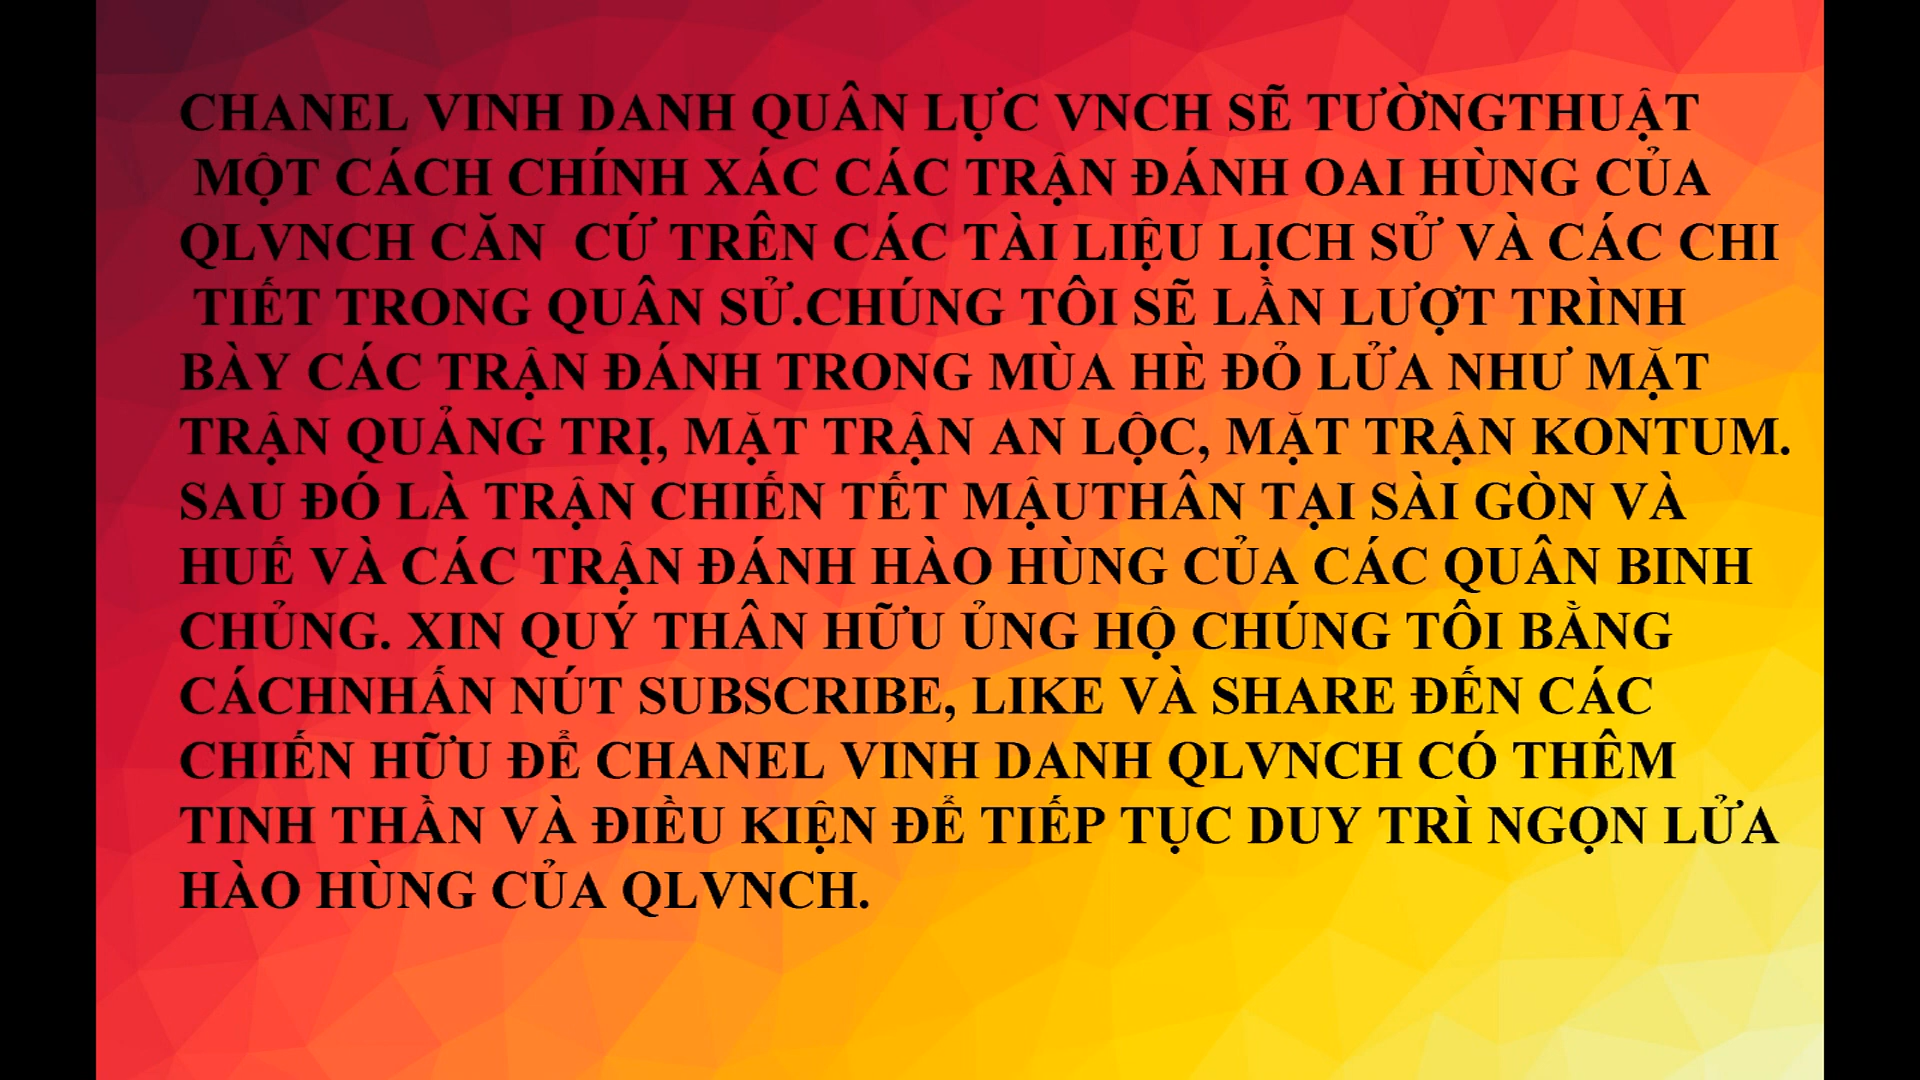 CHANEL VINH DANH QUÂN LỰC VNCH SẼ TƯỜNGTHUẬT
MỘT CÁCH CHÍNH XÁC CÁC TRẬN ĐÁNH OAI HÙNG CỦA
QLVNCH CĂN  CỨ TRÊN CÁC TÀI LIỆU LỊCH SỬ VÀ CÁC CHI
TIẾT TRONG QUÂN SỬ.CHÚNG TÔI SẼ LẦN LƯỢT TRÌNH
BÀY CÁC TRẬN ĐÁNH TRONG MÙA HÈ ĐỎ LỬA NHƯ MẶT
TRẬN QUẢNG TRỊ, MẶT TRẬN AN LỘC, MẶT TRẬN KONTUM.
SAU ĐÓ LÀ TRẬN CHIẾN TẾT MẬUTHÂN TẠI SÀI GÒN VÀ
HUẾ VÀ CÁC TRẬN ĐÁNH HÀO HÙNG CỦA CÁC QUÂN BINH
CHỦNG. XIN QUÝ THÂN HỮU ỦNG HỘ CHÚNG TÔI BẰNG
CÁCHNHẤN NÚT SUBSCRIBE, LIKE VÀ SHARE ĐẾN CÁC
CHIẾN HỮU ĐỂ CHANEL VINH DANH QLVNCH CÓ THÊM
TINH THẦN VÀ ĐIỀU KIỆN ĐỂ TIẾP TỤC DUY TRÌ NGỌN LỬA
HÀO HÙNG CỦA QLVNCH.